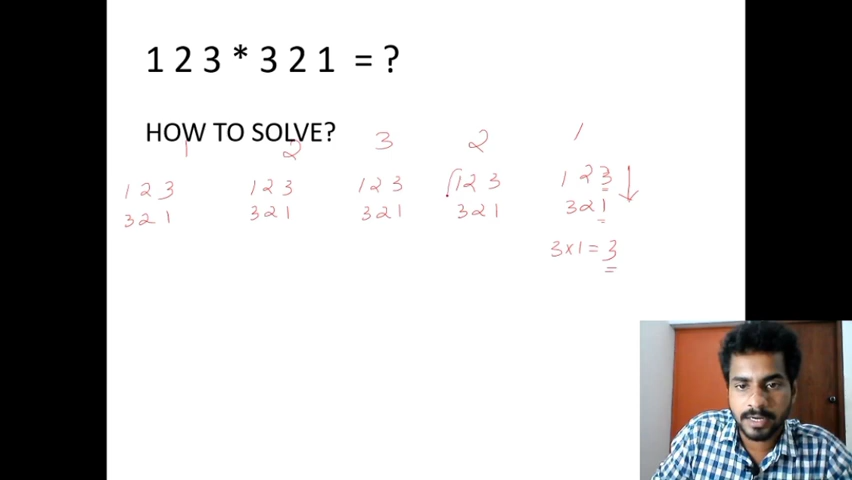 1 2 3 * 3 2 1 = ?
HOW TO SOLVE?
1 2 3 2 1
1 2 3 1 2 3 1 2 3 1 2 3 1 2 3
3 2 1 3 2 1 3 2 1 3 2 1 3 2 1
3 × 1 = 3